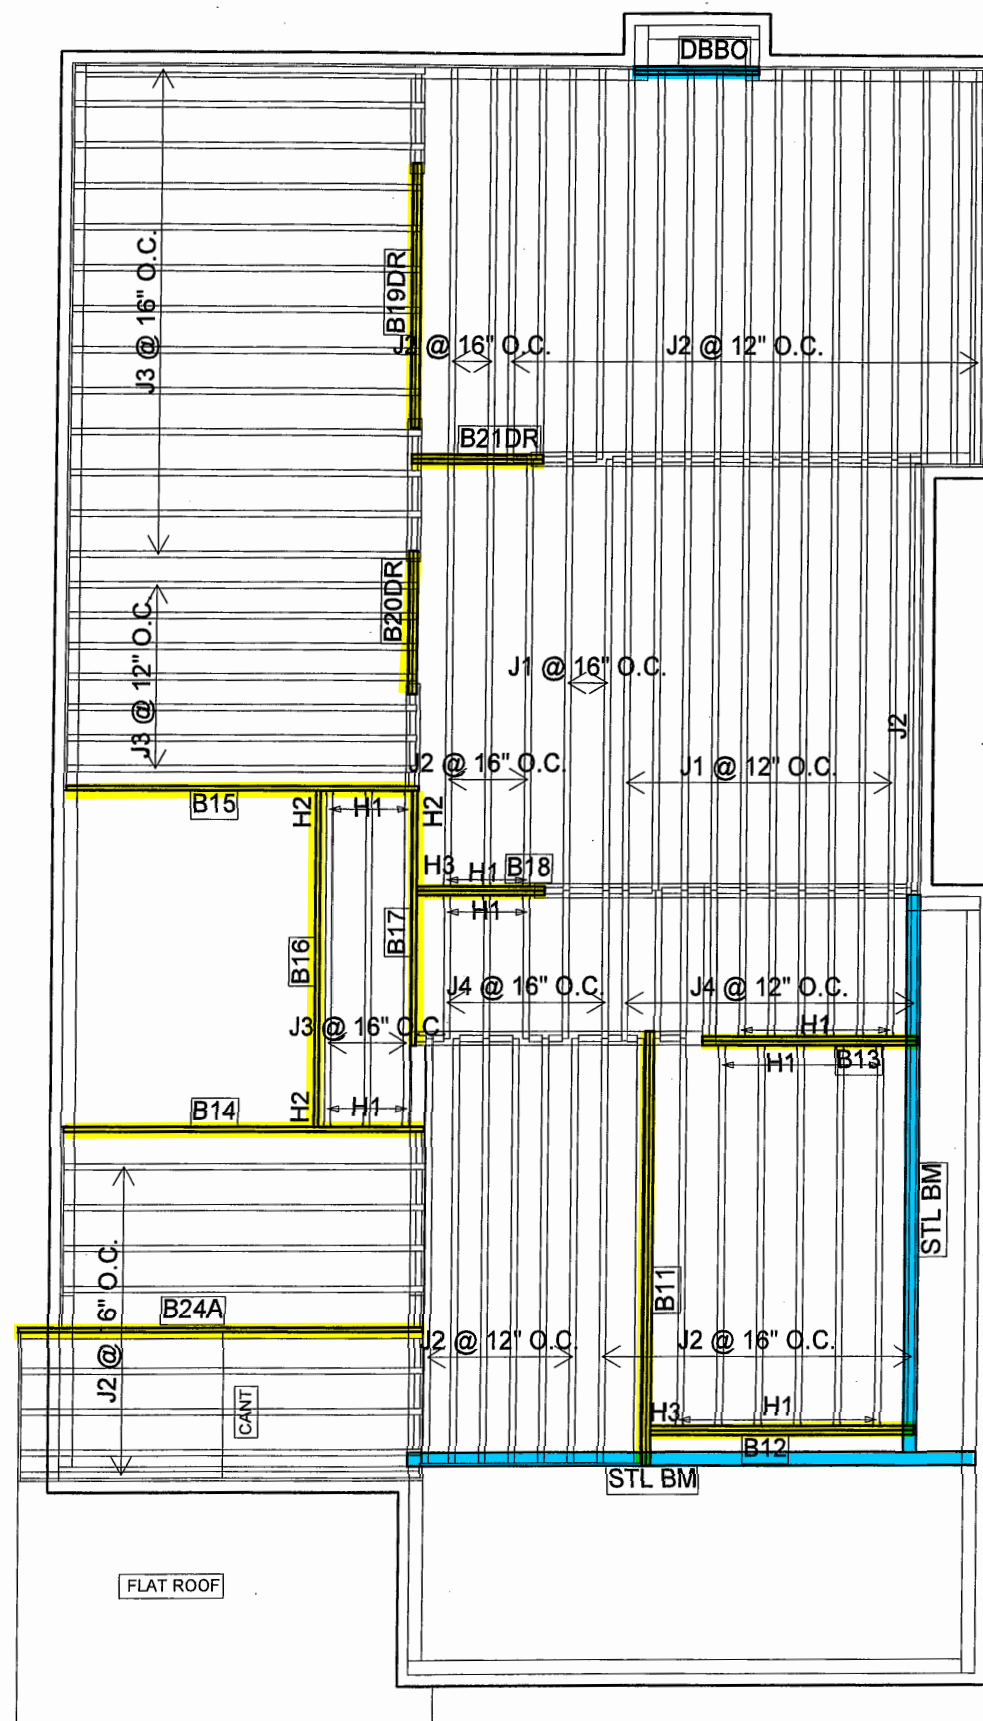 DBBO
J3 @ 16" O.C.
B19DR
J2 @ 16" O.C.
J2 @ 12" O.C.
B21DR
B20DR
J3 @ 12" O.C.
J1 @ 16" O.C.
J2
J2 @ 16" O.C.
J1 @ 12" O.C.
B15
H2
H1
H2
H3
H1
B18
H1
B16
B17
J4 @ 16" O.C.
J4 @ 12" O.C.
J3 @ 16" O.C.
H1
H1
B13
H2
H1
B14
STL BM
J2 @ 16" O.C.
B11
B24A
J2 @ 12" O.C.
J2 @ 16" O.C.
CANT
H3
H1
B12
STL BM
FLAT ROOF